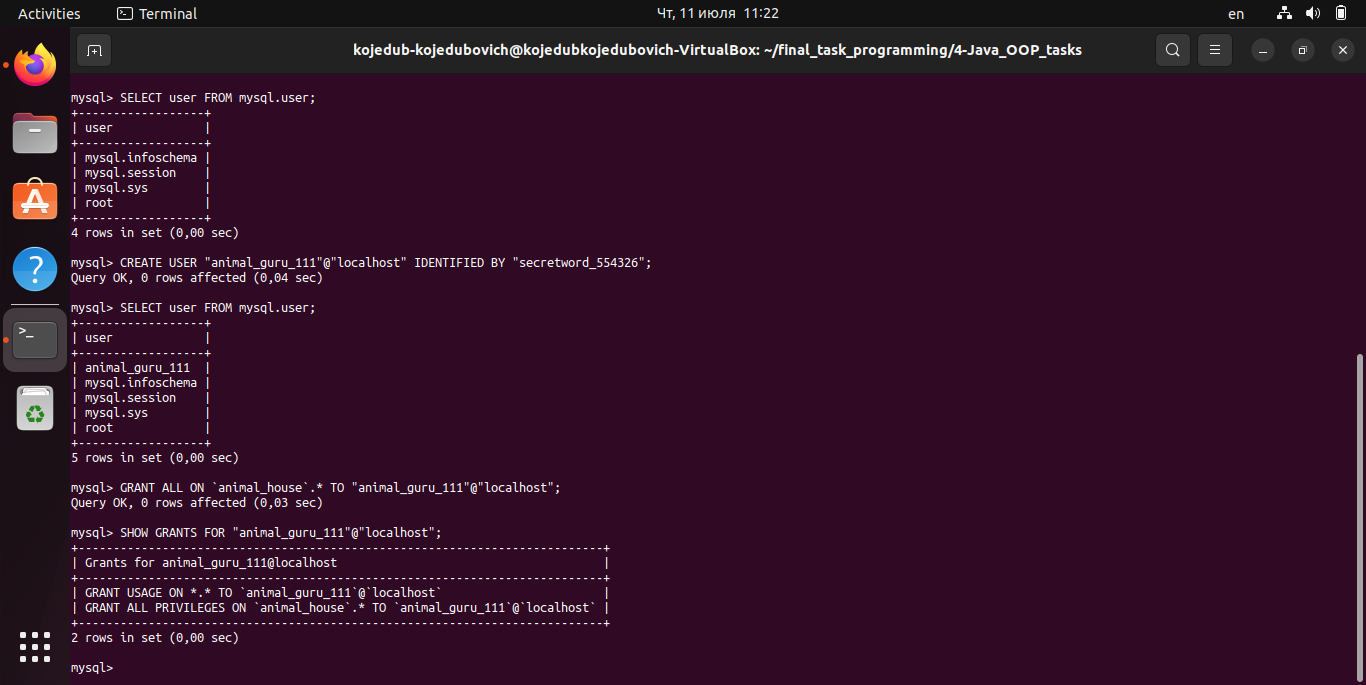 Activities Terminal Чт, 11 июля 11:22 en
kojedub-kojedubovich@kojedubkojedubovich-VirtualBox: ~/final_task_programming/4-Java_OOP_tasks
mysql> SELECT user FROM mysql.user;
+------------------+
| user             |
+------------------+
| mysql.infoschema |
| mysql.session    |
| mysql.sys        |
| root             |
+------------------+
4 rows in set (0,00 sec)
mysql> CREATE USER "animal_guru_111"@"localhost" IDENTIFIED BY "secretword_554326";
Query OK, 0 rows affected (0,04 sec)
mysql> SELECT user FROM mysql.user;
+------------------+
| user             |
+------------------+
| animal_guru_111  |
| mysql.infoschema |
| mysql.session    |
| mysql.sys        |
| root             |
+------------------+
5 rows in set (0,00 sec)
mysql> GRANT ALL ON `animal_house`.* TO "animal_guru_111"@"localhost";
Query OK, 0 rows affected (0,03 sec)
mysql> SHOW GRANTS FOR "animal_guru_111"@"localhost";
+---------------------------------------------------------------------------+
| Grants for animal_guru_111@localhost                                      |
+---------------------------------------------------------------------------+
| GRANT USAGE ON *.* TO `animal_guru_111`@`localhost`                       |
| GRANT ALL PRIVILEGES ON `animal_house`.* TO `animal_guru_111`@`localhost` |
+---------------------------------------------------------------------------+
2 rows in set (0,00 sec)
mysql>